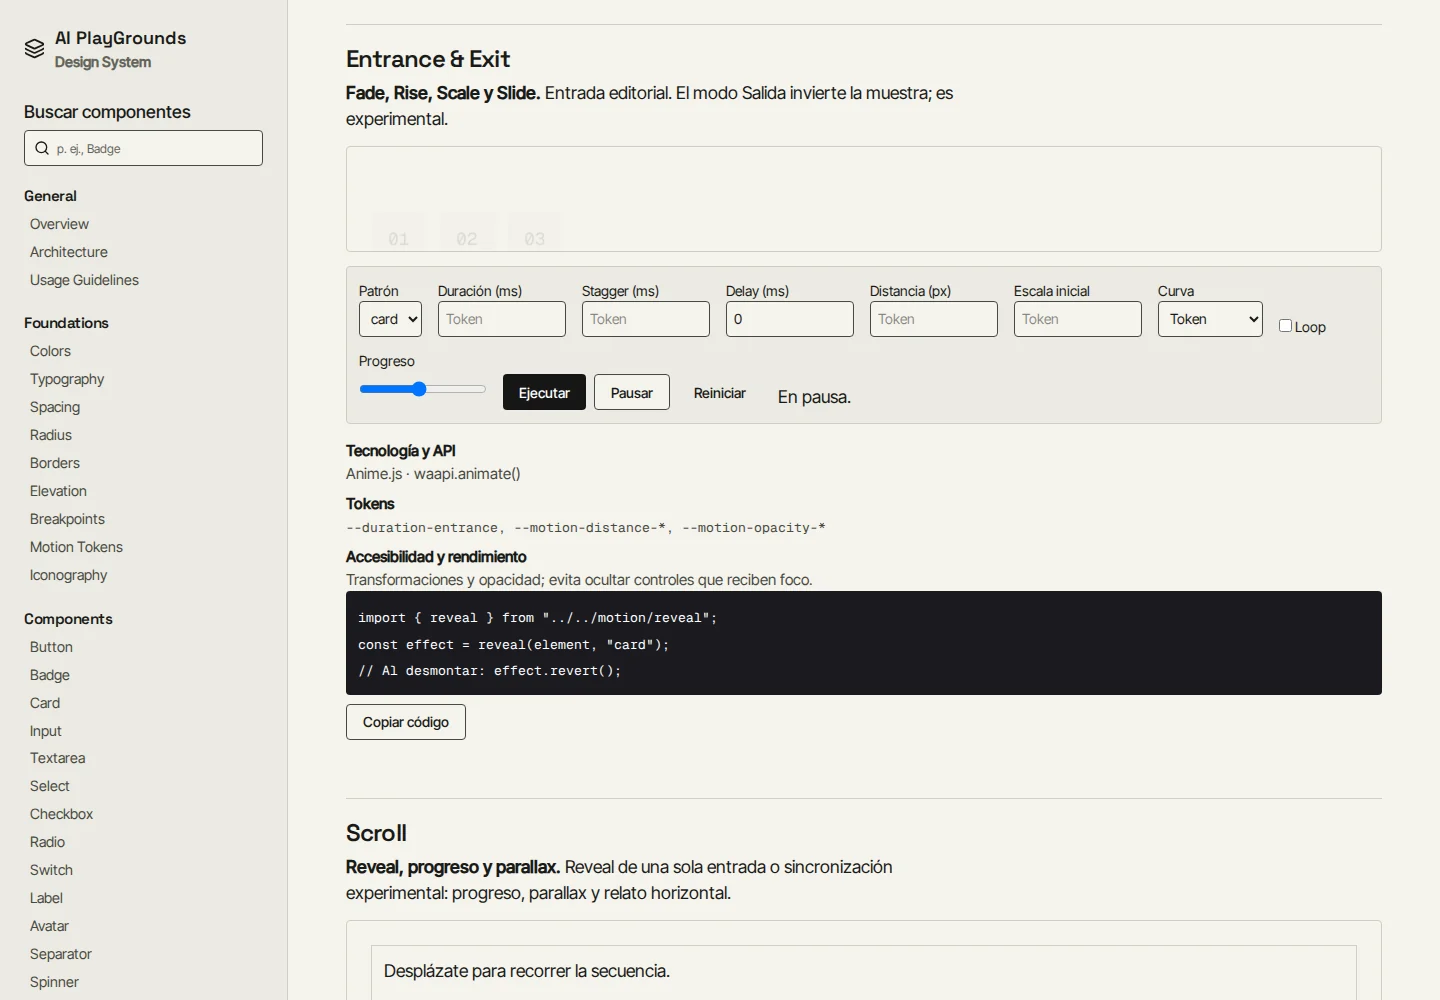 AI PlayGrounds
Design System
Buscar componentes
p. ej., Badge
General
Overview
Architecture
Usage Guidelines
Foundations
Colors
Typography
Spacing
Radius
Borders
Elevation
Breakpoints
Motion Tokens
Iconography
Components
Button
Badge
Card
Input
Textarea
Select
Checkbox
Radio
Switch
Label
Avatar
Separator
Spinner
Entrance & Exit
Fade, Rise, Scale y Slide. Entrada editorial. El modo Salida invierte la muestra; es
experimental.
01 02 03
Patrón Duración (ms) Stagger (ms) Delay (ms) Distancia (px) Escala inicial Curva
card Token Token 0 Token Token Token Loop
Progreso
Ejecutar Pausar Reiniciar En pausa.
Tecnología y API
Anime.js · waapi.animate()
Tokens
--duration-entrance, --motion-distance-*, --motion-opacity-*
Accesibilidad y rendimiento
Transformaciones y opacidad; evita ocultar controles que reciben foco.
import { reveal } from "../../motion/reveal";
const effect = reveal(element, "card");
// Al desmontar: effect.revert();
Copiar código
Scroll
Reveal, progreso y parallax. Reveal de una sola entrada o sincronización
experimental: progreso, parallax y relato horizontal.
Desplázate para recorrer la secuencia.